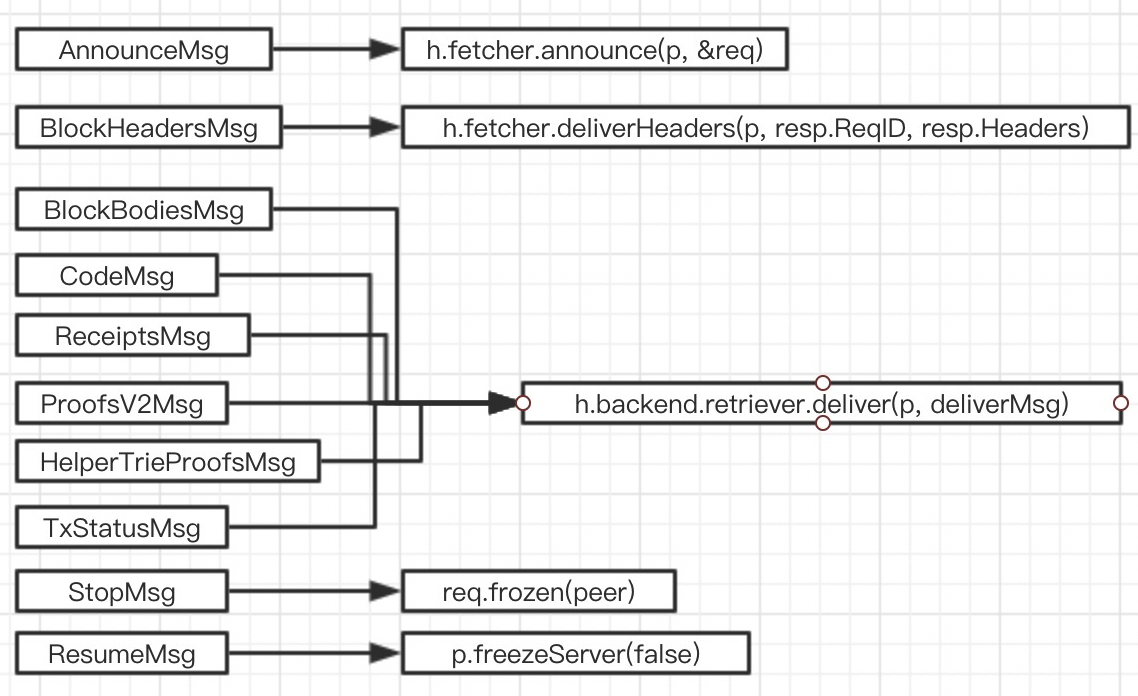 AnnounceMsg
h.fetcher.announce(p, &req)
BlockHeadersMsg
h.fetcher.deliverHeaders(p, resp.ReqID, resp.Headers)
BlockBodiesMsg
CodeMsg
ReceiptsMsg
ProofsV2Msg
h.backend.retriever.deliver(p, deliverMsg)
HelperTrieProofsMsg
TxStatusMsg
StopMsg
req.frozen(peer)
ResumeMsg
p.freezeServer(false)